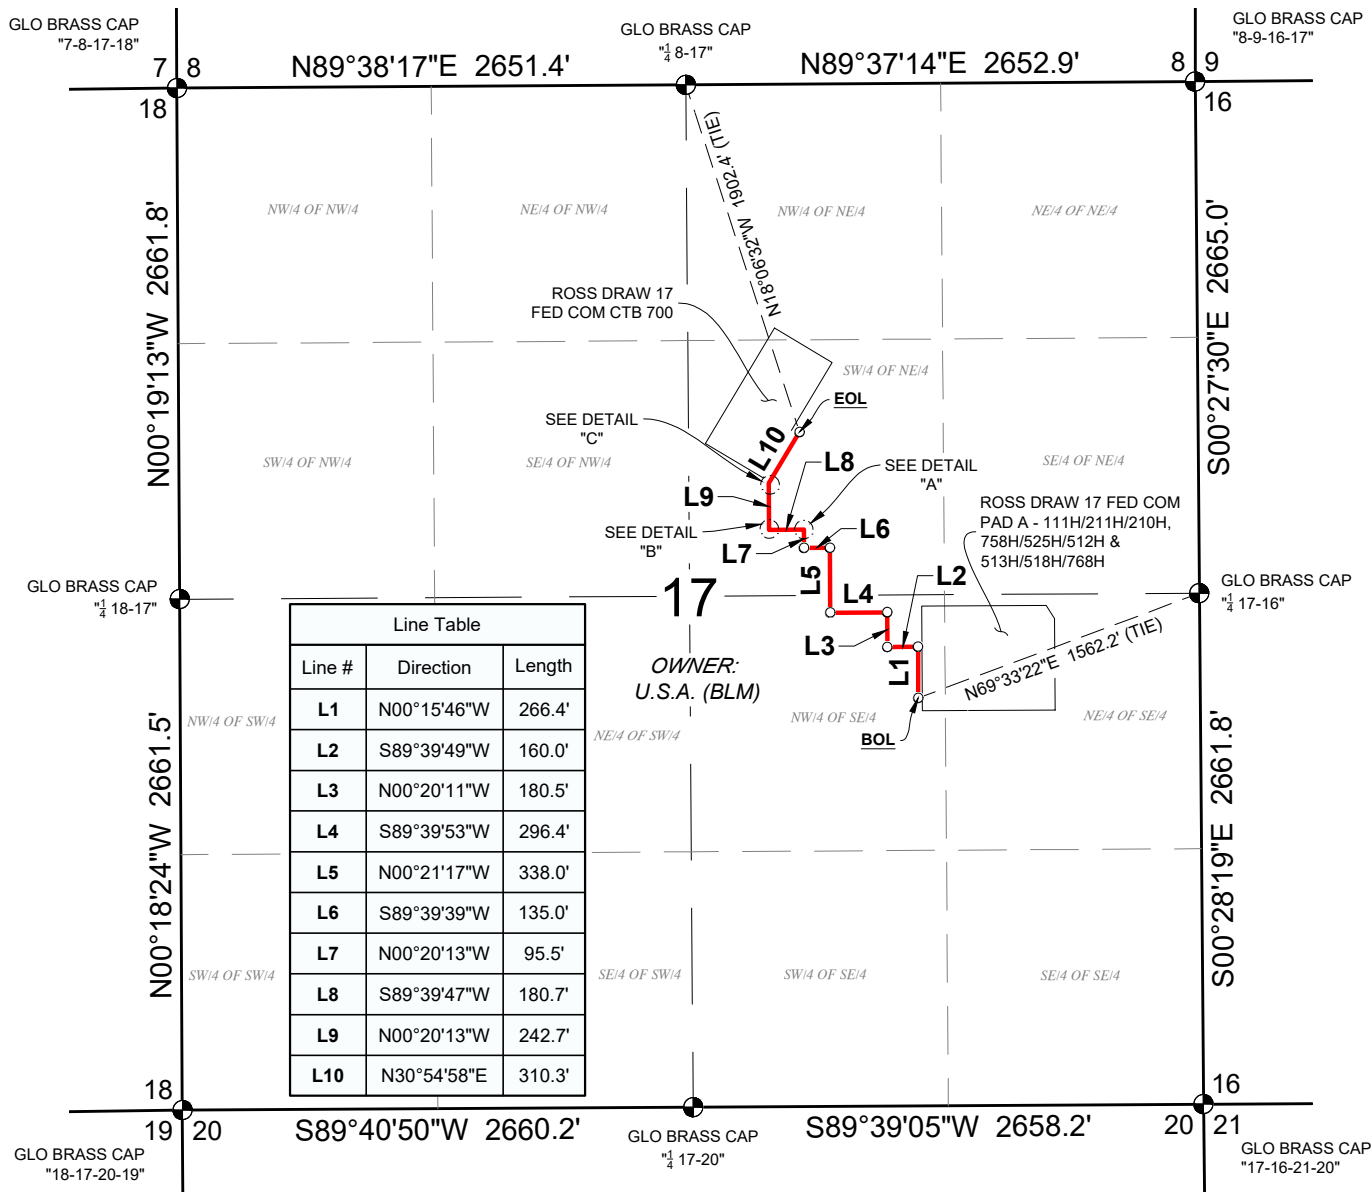 GLO BRASS CAP
"7-8-17-18"
GLO BRASS CAP
"¼ 8-17"
GLO BRASS CAP
"8-9-16-17"
7 8
18
N89°38'17"E 2651.4'
N89°37'14"E 2652.9'
8 9
16
NW/4 OF NW/4
NE/4 OF NW/4
NW/4 OF NE/4
NE/4 OF NE/4
N00°19'13"W 2661.8'
N18°06'32"W 1902.4' (TIE)
S00°27'30"E 2665.0'
ROSS DRAW 17
FED COM CTB 700
SW/4 OF NE/4
EOL
SEE DETAIL
"C"
L10
SW/4 OF NW/4
SE/4 OF NW/4
L8
SEE DETAIL
"A"
SE/4 OF NE/4
L9
ROSS DRAW 17 FED COM
PAD A - 111H/211H/210H,
758H/525H/512H &
513H/518H/768H
SEE DETAIL
"B"
L7
L6
L5
L2
GLO BRASS CAP
"¼ 18-17"
17
L4
GLO BRASS CAP
"¼ 17-16"
L3
L1
N69°33'22"E 1562.2' (TIE)
OWNER:
U.S.A. (BLM)
NW/4 OF SW/4
NE/4 OF SW/4
NW/4 OF SE/4
NE/4 OF SE/4
BOL
Line Table
Line # Direction Length
L1 N00°15'46"W 266.4'
L2 S89°39'49"W 160.0'
L3 N00°20'11"W 180.5'
L4 S89°39'53"W 296.4'
L5 N00°21'17"W 338.0'
L6 S89°39'39"W 135.0'
L7 N00°20'13"W 95.5'
L8 S89°39'47"W 180.7'
L9 N00°20'13"W 242.7'
L10 N30°54'58"E 310.3'
N00°18'24"W 2661.5'
S00°28'19"E 2661.8'
SW/4 OF SW/4
SE/4 OF SW/4
SW/4 OF SE/4
SE/4 OF SE/4
18
19 20
S89°40'50"W 2660.2'
S89°39'05"W 2658.2'
16
20 21
GLO BRASS CAP
"18-17-20-19"
GLO BRASS CAP
"¼ 17-20"
GLO BRASS CAP
"17-16-21-20"